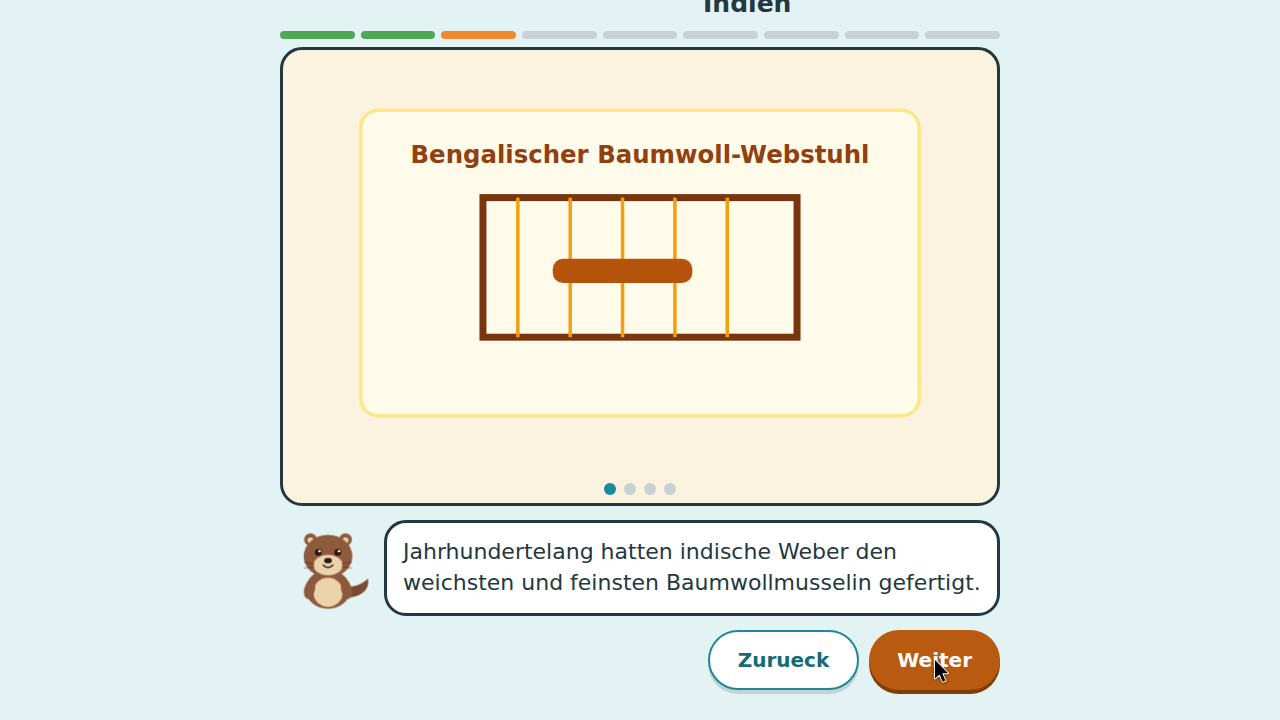 Indien
Bengalischer Baumwoll-Webstuhl
Jahrhundertelang hatten indische Weber den
weichsten und feinsten Baumwollmusselin gefertigt.
Zurueck
Weiter